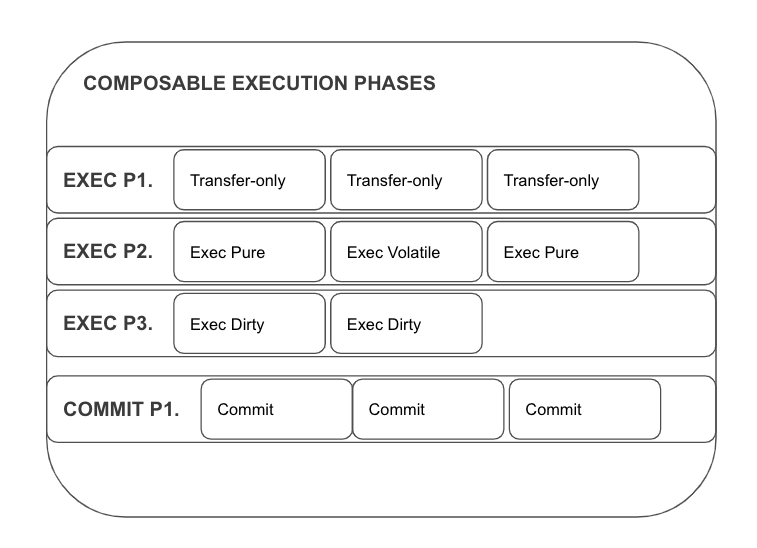 COMPOSABLE EXECUTION PHASES
EXEC P1. Transfer-only Transfer-only Transfer-only
EXEC P2. Exec Pure Exec Volatile Exec Pure
EXEC P3. Exec Dirty Exec Dirty
COMMIT P1. Commit Commit Commit